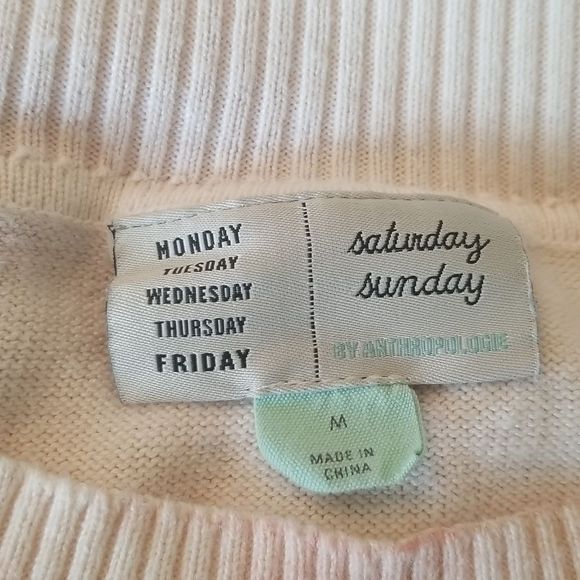 MONDAY
TUESDAY
WEDNESDAY
THURSDAY
FRIDAY
saturday
sunday
BY ANTHROPOLOGIE
M
MADE IN
CHINA